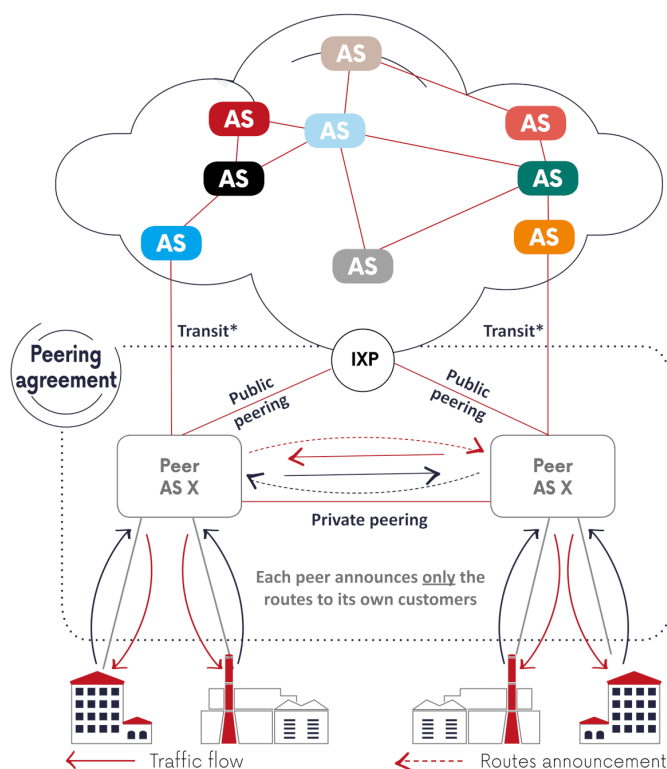 AS
AS
AS
AS
AS
AS
AS
AS
AS
Transit*
Transit*
Peering
agreement
IXP
Public
peering
Public
peering
Peer
AS X
Peer
AS X
Private peering
Each peer announces only the
routes to its own customers
Traffic flow
Routes announcement